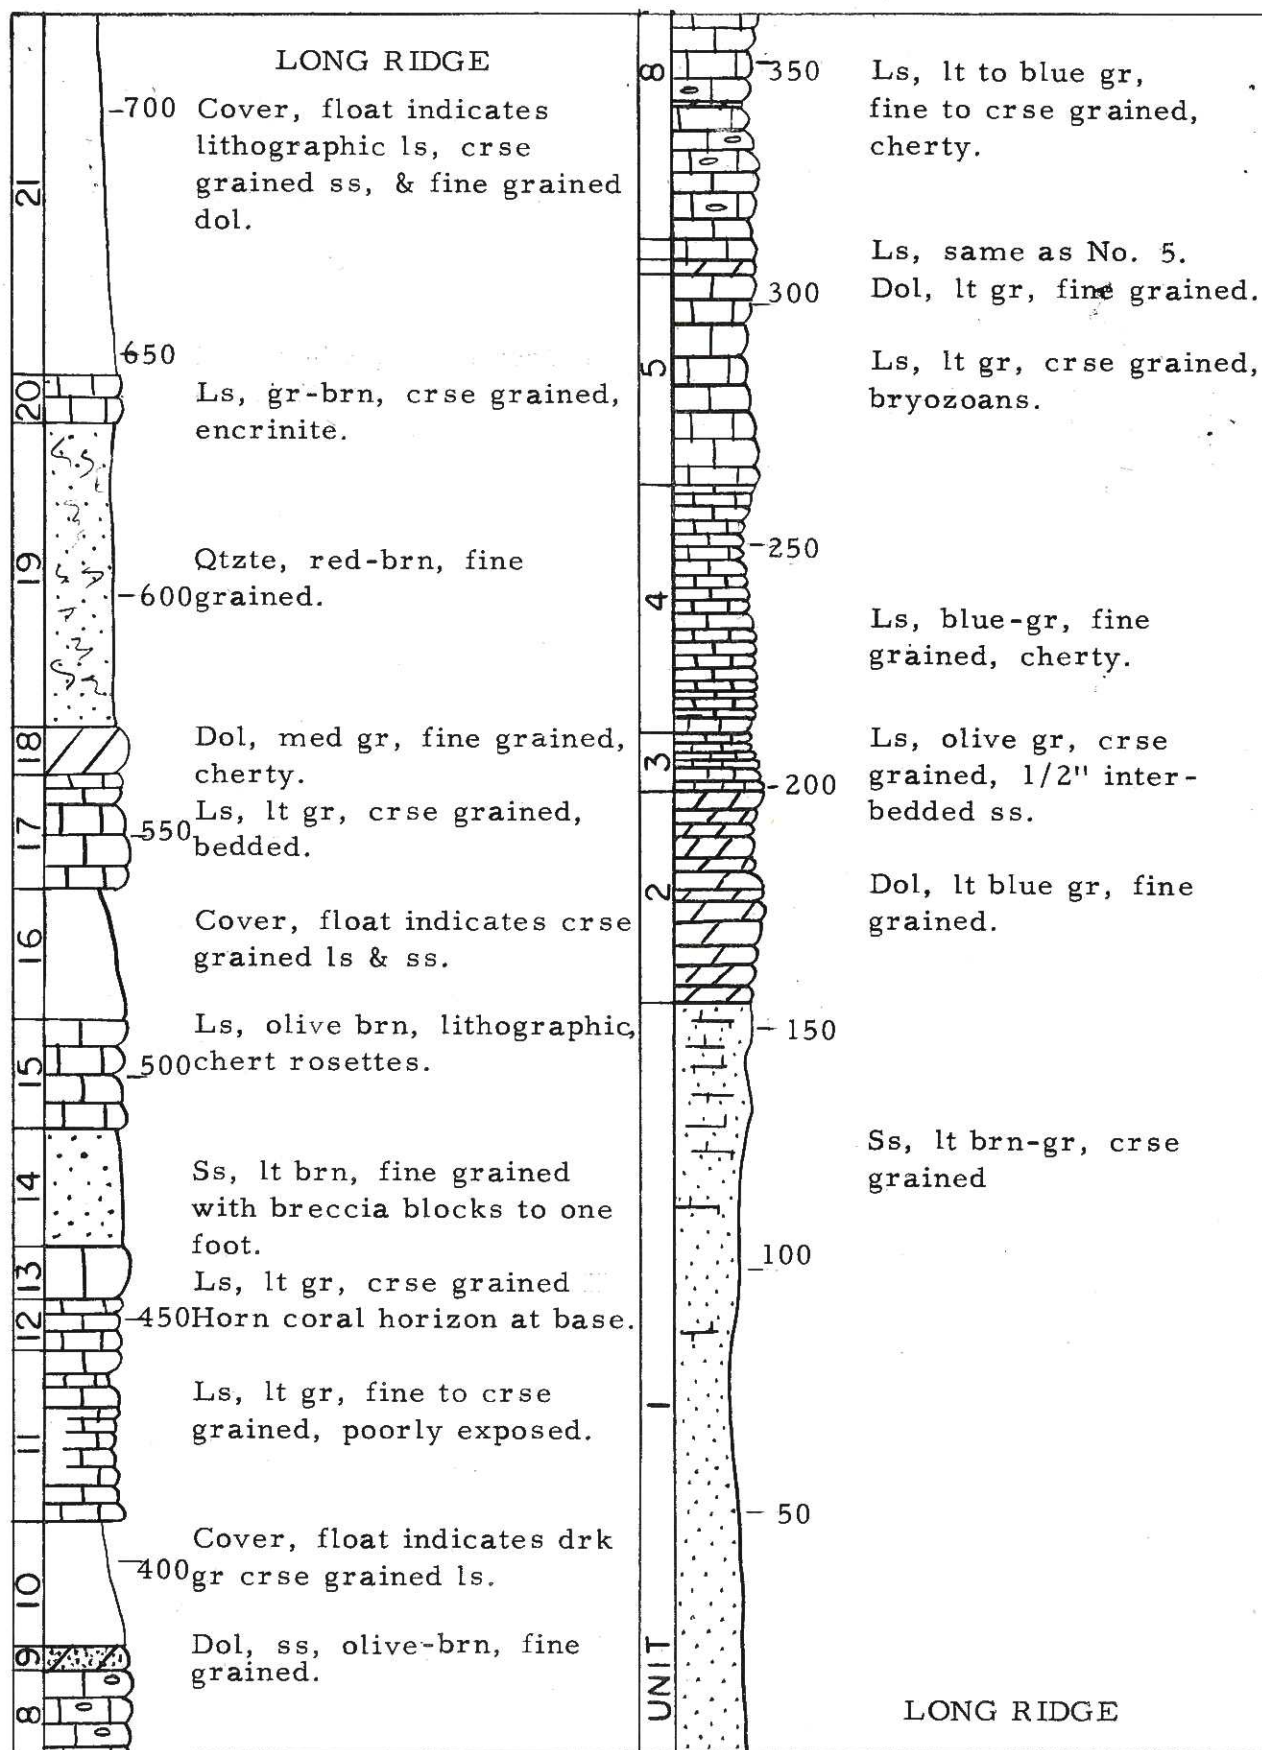 LONG RIDGE
700 Cover, float indicates
lithographic ls, crse
grained ss, & fine grained
dol.
21
650
20
Ls, gr-brn, crse grained,
encrinite.
19
Qtzte, red-brn, fine
600 grained.
18
Dol, med gr, fine grained,
cherty.
17
Ls, lt gr, crse grained,
550 bedded.
16
Cover, float indicates crse
grained ls & ss.
15
Ls, olive brn, lithographic,
500 chert rosettes.
14
Ss, lt brn, fine grained
with breccia blocks to one
foot.
13
Ls, lt gr, crse grained
12
450 Horn coral horizon at base.
11
Ls, lt gr, fine to crse
grained, poorly exposed.
10
Cover, float indicates drk
400 gr crse grained ls.
9
Dol, ss, olive-brn, fine
grained.
8
8
350
Ls, lt to blue gr,
fine to crse grained,
cherty.
Ls, same as No. 5.
300
Dol, lt gr, fine grained.
5
Ls, lt gr, crse grained,
bryozoans.
250
4
Ls, blue-gr, fine
grained, cherty.
3
200
Ls, olive gr, crse
grained, 1/2" inter-
bedded ss.
2
Dol, lt blue gr, fine
grained.
150
Ss, lt brn-gr, crse
grained
100
1
50
UNIT
LONG RIDGE